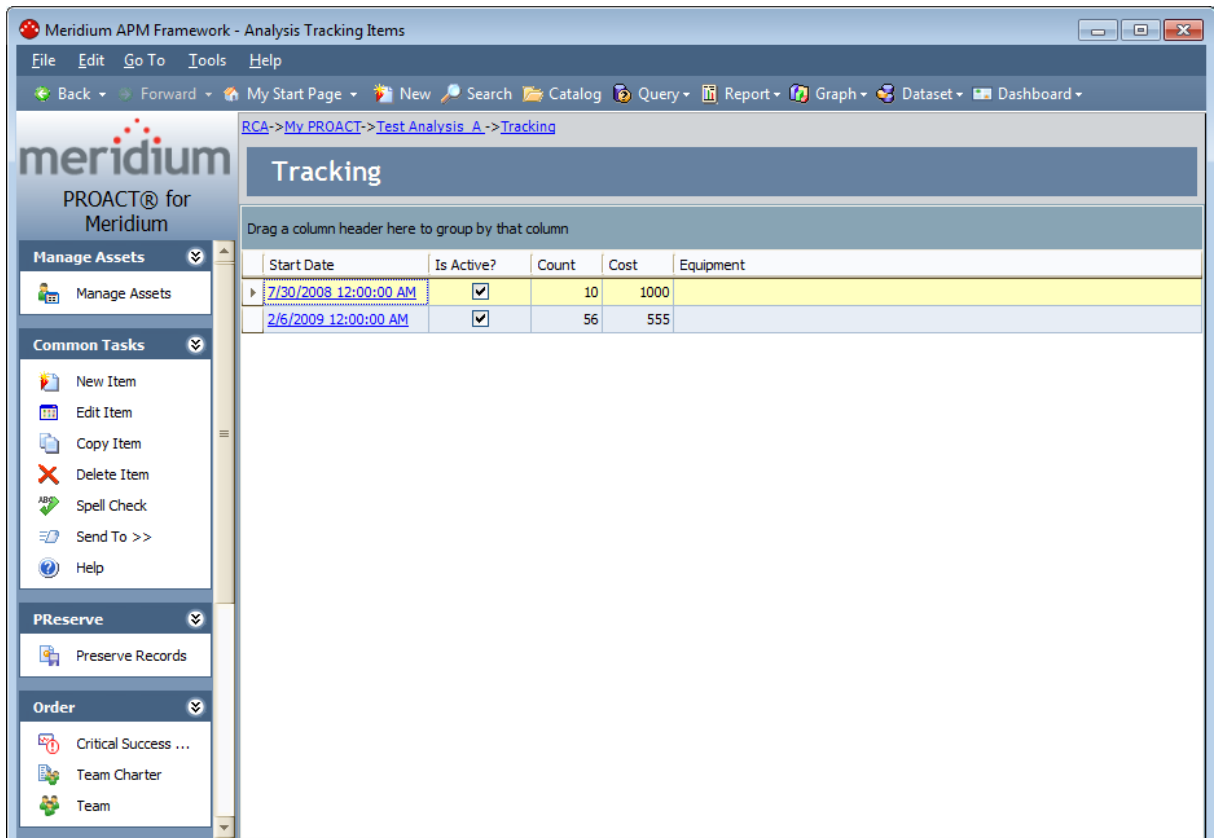 Meridium APM Framework - Analysis Tracking Items
File Edit Go To Tools Help
Back Forward My Start Page New Search Catalog Query Report Graph Dataset Dashboard
RCA->My PROACT->Test Analysis A ->Tracking
meridium
PROACT® for
Meridium
Tracking
Drag a column header here to group by that column
Start Date Is Active? Count Cost Equipment
7/30/2008 12:00:00 AM 10 1000
2/6/2009 12:00:00 AM 56 555
Manage Assets
Manage Assets
Common Tasks
New Item
Edit Item
Copy Item
Delete Item
ABC Spell Check
Send To >>
Help
PReserve
Preserve Records
Order
Critical Success ...
Team Charter
Team